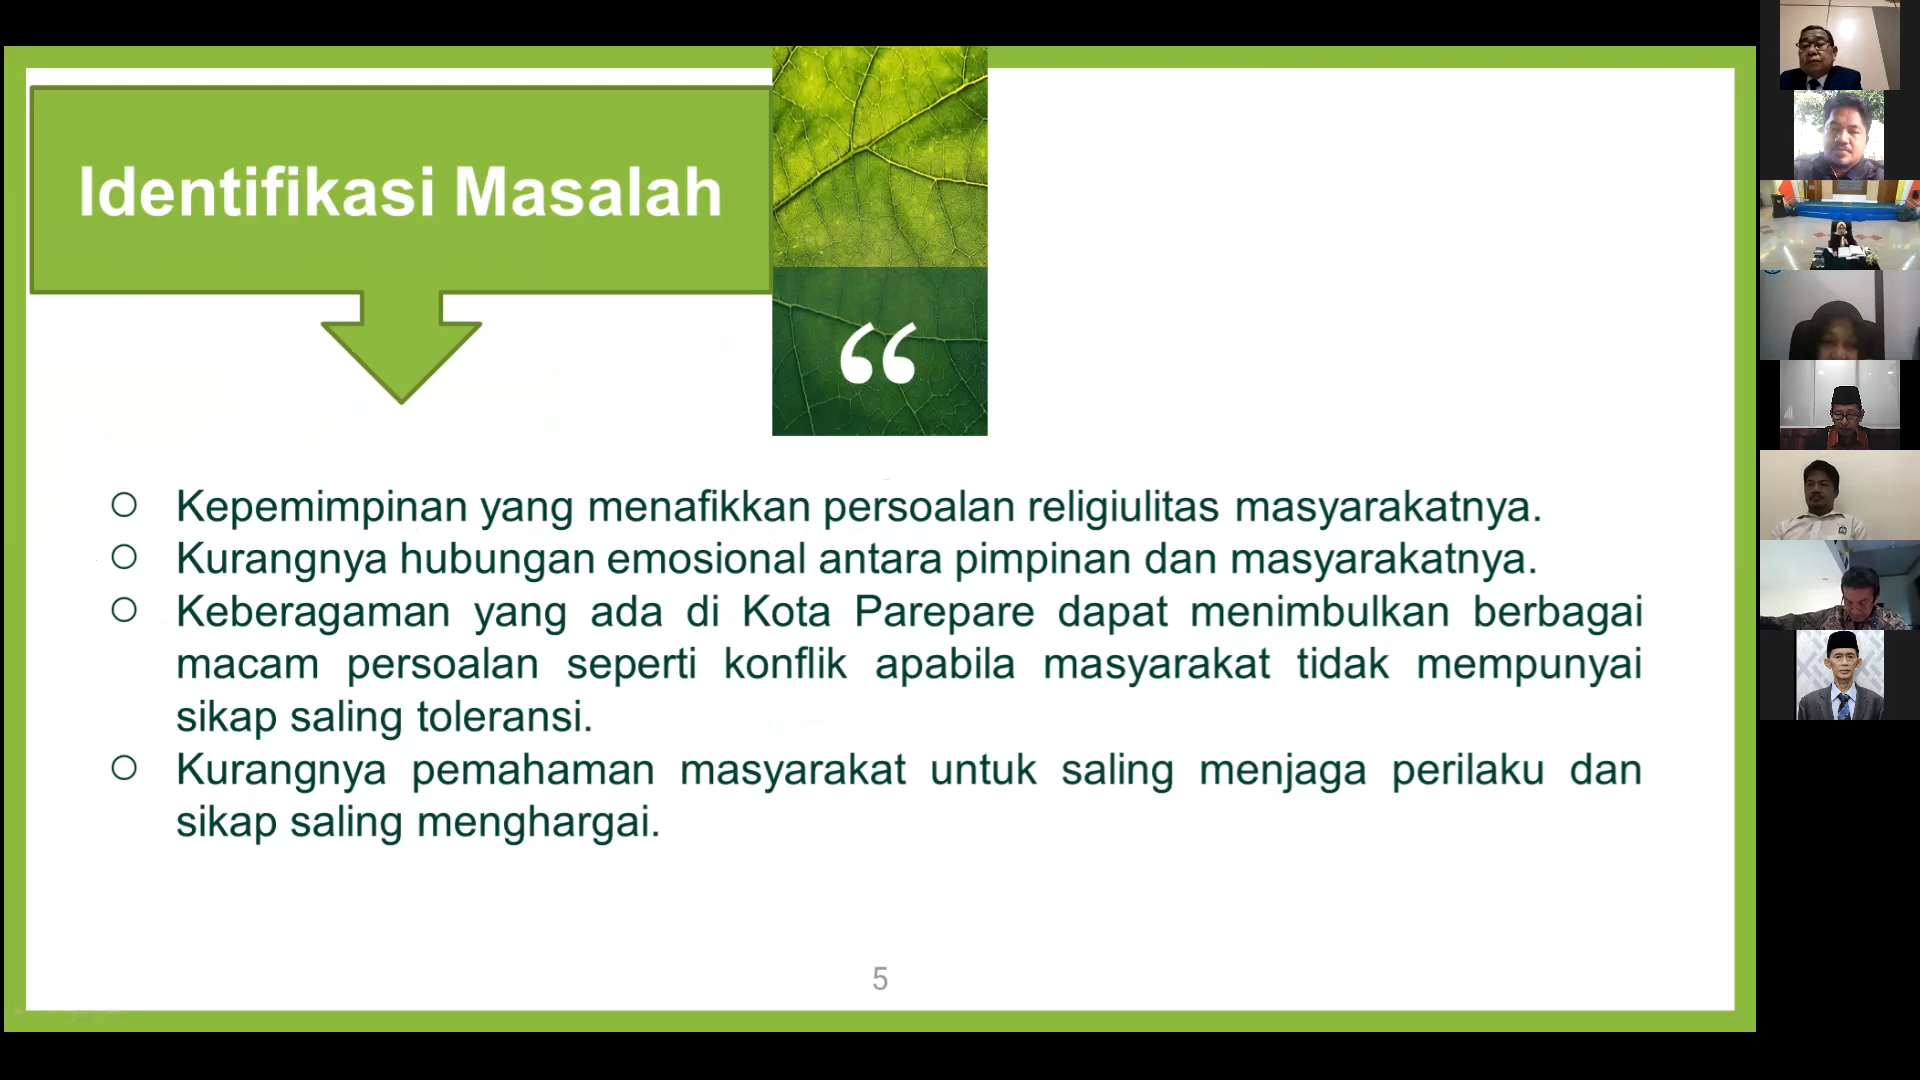 Identifikasi Masalah
“
Kepemimpinan yang menafikkan persoalan religiulitas masyarakatnya.
Kurangnya hubungan emosional antara pimpinan dan masyarakatnya.
Keberagaman yang ada di Kota Parepare dapat menimbulkan berbagai
macam persoalan seperti konflik apabila masyarakat tidak mempunyai
sikap saling toleransi.
Kurangnya pemahaman masyarakat untuk saling menjaga perilaku dan
sikap saling menghargai.
5